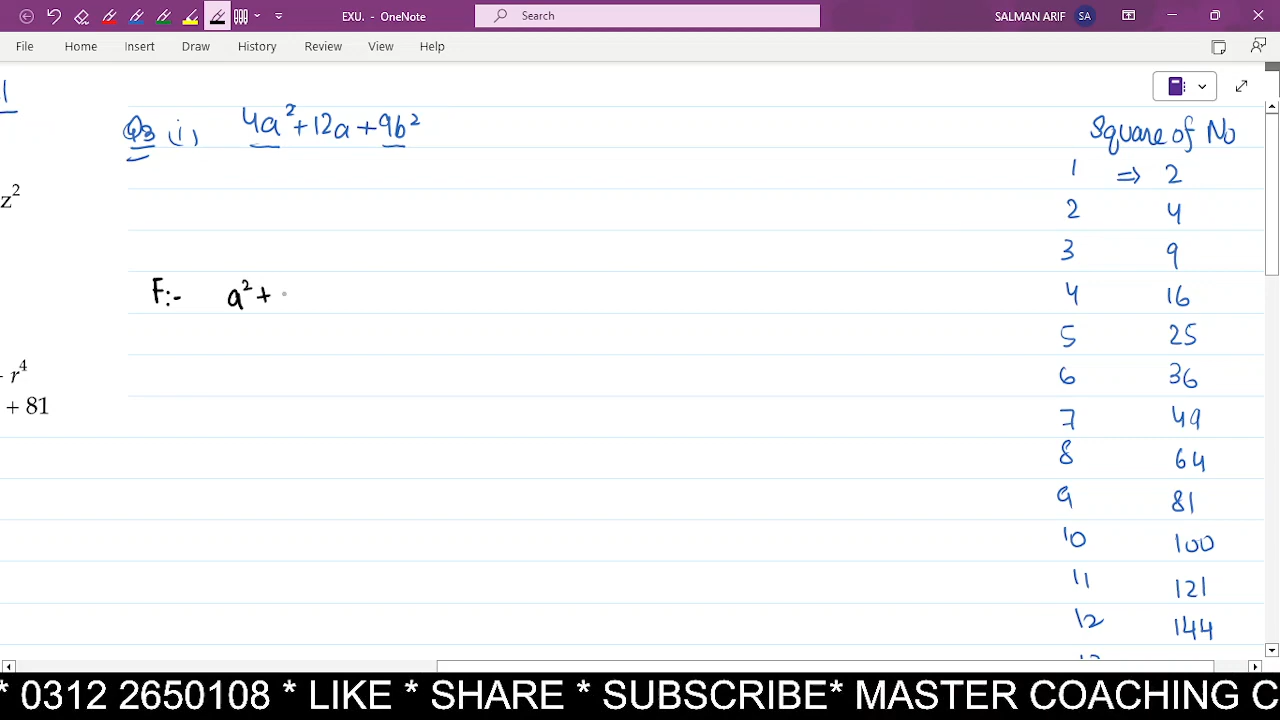 EXU. - OneNote
Search
SALMAN ARIF SA
File Home Insert Draw History Review View Help
1
Q3 (i) 4a²+12a+9b²
Square of No
1 ⇒ 2
z²
2 4
3 9
F:- a²+
4 16
5 25
- r⁴
6 36
+ 81
7 49
8 64
9 81
10 100
11 121
12 144
* 0312 2650108 * LIKE * SHARE * SUBSCRIBE* MASTER COACHING C